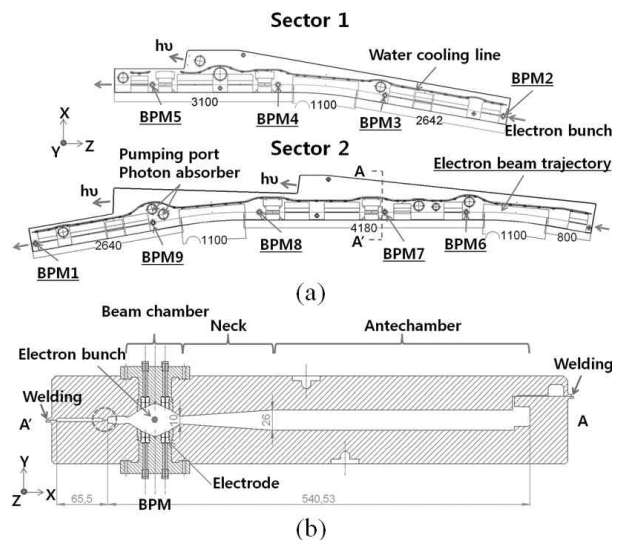 Sector 1
hυ
Water cooling line
BPM2
BPM5
3100
BPM4
1100
BPM3
2642
Electron bunch
X
Y
Z
Sector 2
Pumping port
Photon absorber
hυ
hυ
A
Electron beam trajectory
2640
1100
BPM8
4180
BPM7
BPM6
1100
800
BPM1
BPM9
A'
(a)
Beam chamber
Neck
Antechamber
Electron bunch
Welding
Welding
A'
10
26
A
Y
Z
X
Electrode
BPM
65,5
540,53
(b)